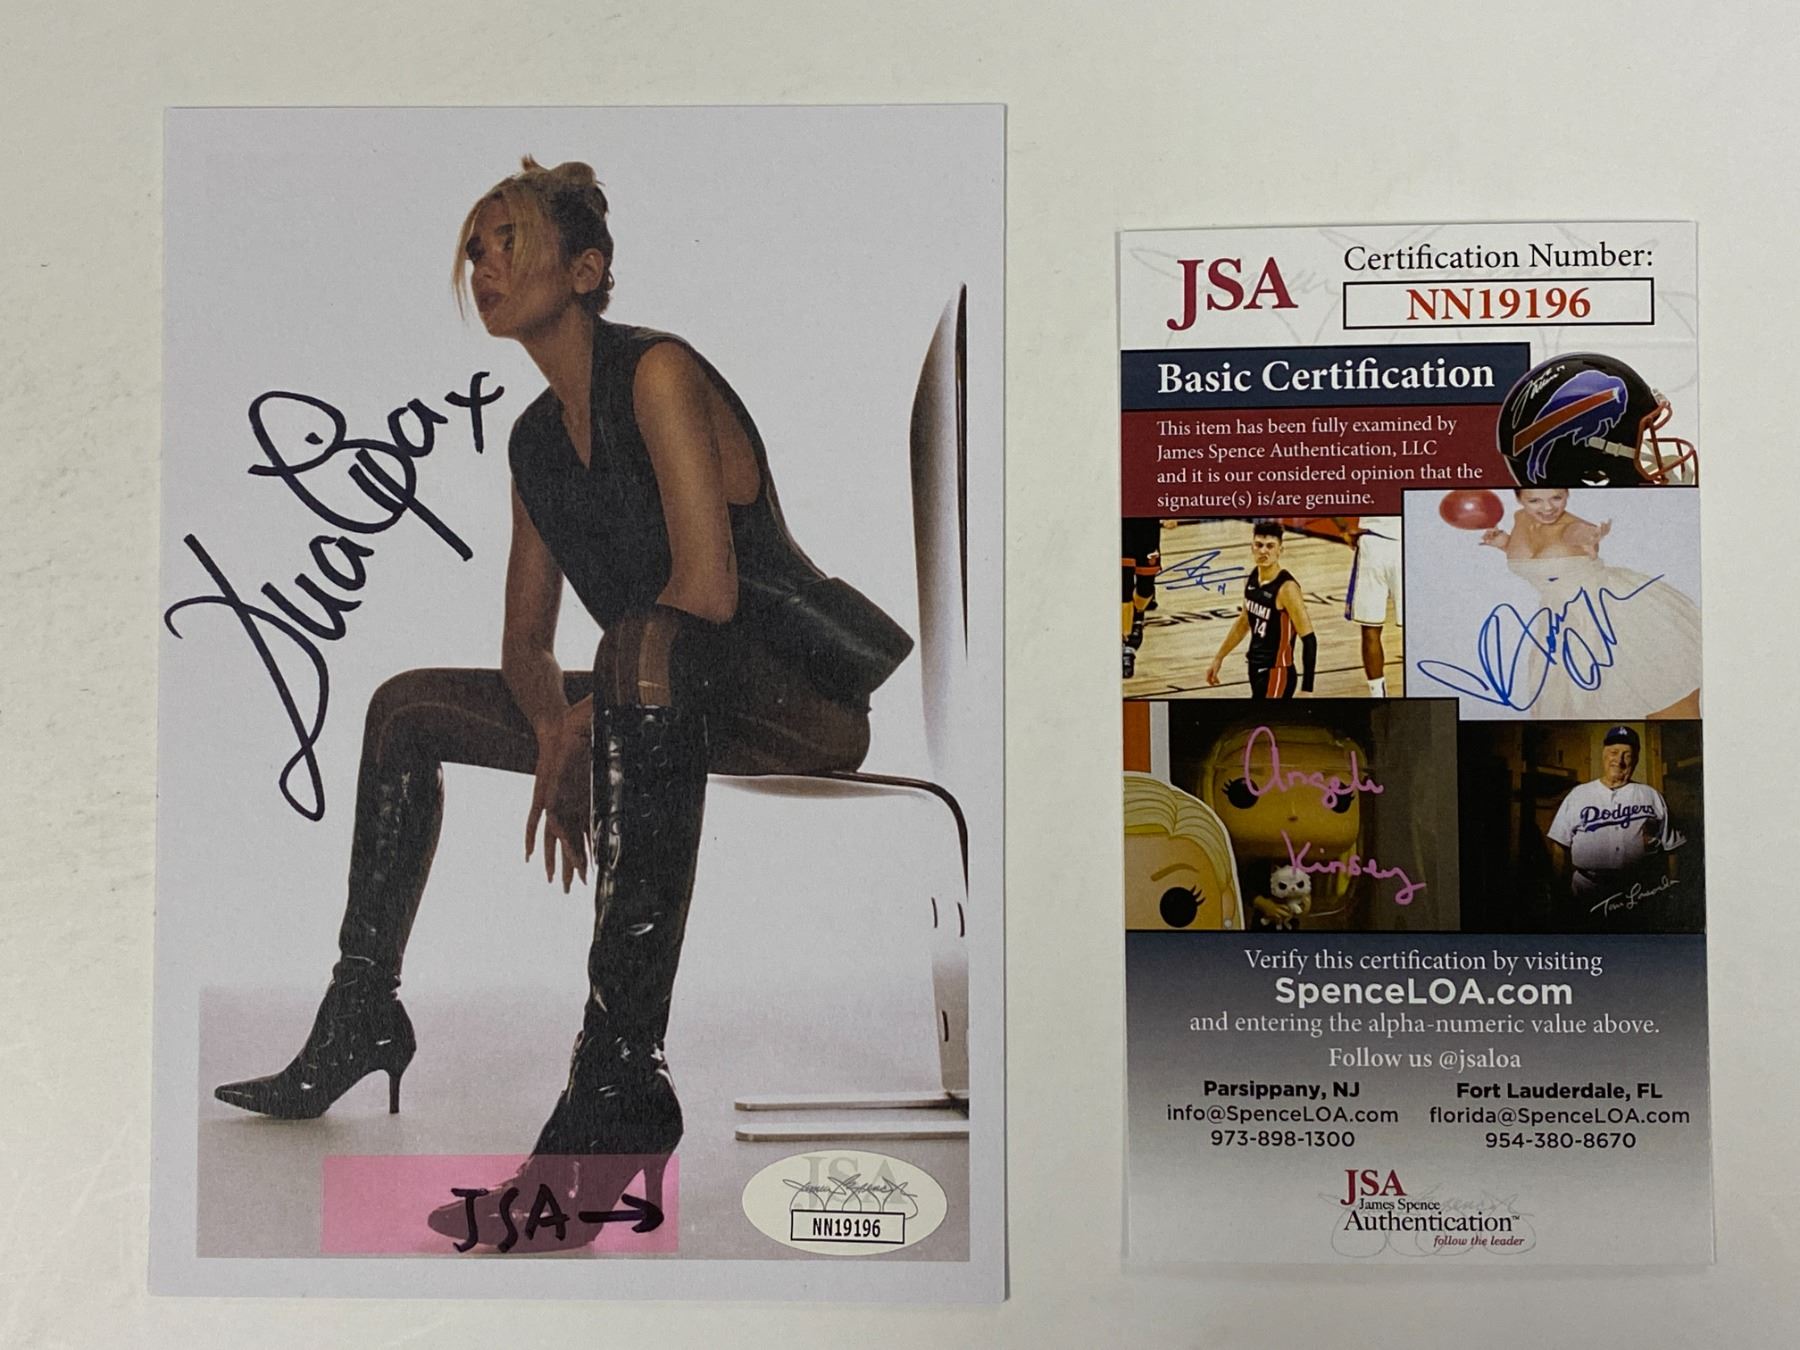 Dua Lipa x
JSA →
JSA
NN19196
JSA
Certification Number:
NN19196
Basic Certification
This item has been fully examined by
James Spence Authentication, LLC
and it is our considered opinion that the
signature(s) is/are genuine.
MIAMI
14
Angela
Kinsey
Dodgers
Tom Lasorda
Verify this certification by visiting
SpenceLOA.com
and entering the alpha-numeric value above.
Follow us @jsaloa
Parsippany, NJ
info@SpenceLOA.com
973-898-1300
Fort Lauderdale, FL
florida@SpenceLOA.com
954-380-8670
JSA
James Spence
Authentication™
follow the leader